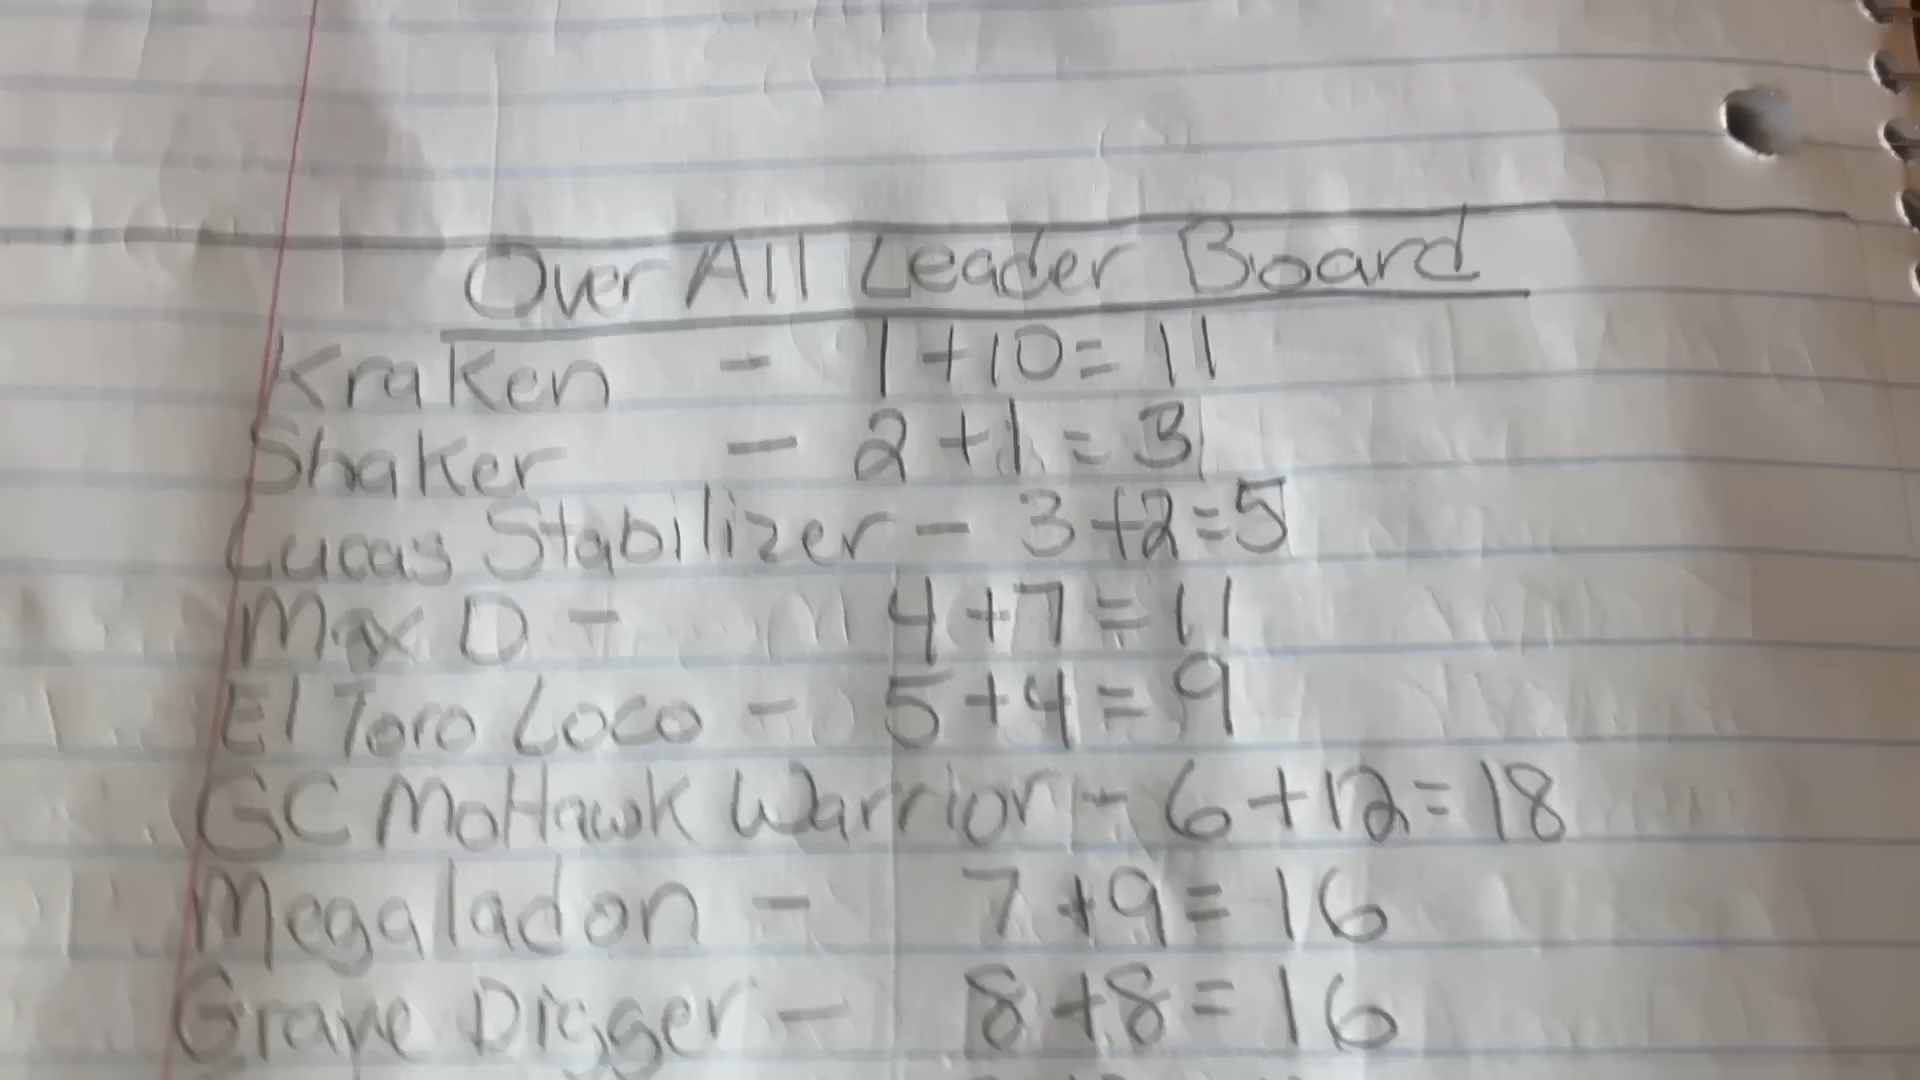 Over All Leader Board
Kraken - 1+10=11
Shaker - 2+1=3
Lucas Stabilizer - 3+2=5
Max D - 4+7=11
El Toro Loco - 5+4=9
GC MoHawk Warrior - 6+12=18
Megaladon - 7+9=16
Grave Digger - 8+8=16